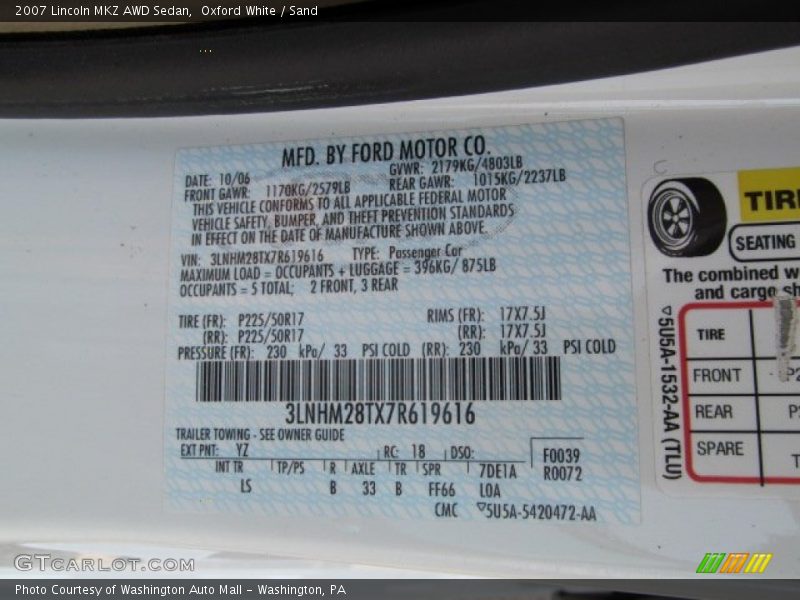 2007 Lincoln MKZ AWD Sedan,  Oxford White / Sand
MFD. BY FORD MOTOR CO.
DATE: 10/06 GVWR: 2179KG/4803LB
FRONT GAWR: 1170KG/2579LB REAR GAWR: 1015KG/2237LB
THIS VEHICLE CONFORMS TO ALL APPLICABLE FEDERAL MOTOR
VEHICLE SAFETY, BUMPER, AND THEFT PREVENTION STANDARDS
IN EFFECT ON THE DATE OF MANUFACTURE SHOWN ABOVE.
VIN: 3LNHM28TX7R619616 TYPE: Passenger Car
MAXIMUM LOAD = OCCUPANTS + LUGGAGE = 396KG/ 875LB
OCCUPANTS = 5 TOTAL; 2 FRONT, 3 REAR
TIRE (FR): P225/50R17 RIMS (FR): 17X7.5J
(RR): P225/50R17 (RR): 17X7.5J
PRESSURE (FR): 230 kPa/ 33 PSI COLD (RR): 230 kPa/ 33 PSI COLD
3LNHM28TX7R619616
TRAILER TOWING - SEE OWNER GUIDE
EXT PNT: YZ RC: 18 DSO: F0039
INT TR TP/PS R AXLE TR SPR 7DE1A R0072
LS B 33 B FF66 L0A
CMC 5U5A-5420472-AA
TIRE
SEATING
The combined
and cargo
5U5A-1532-AA (TLU)
TIRE
FRONT
REAR
SPARE
GTCarLot.com
Photo Courtesy of Washington Auto Mall - Washington, PA